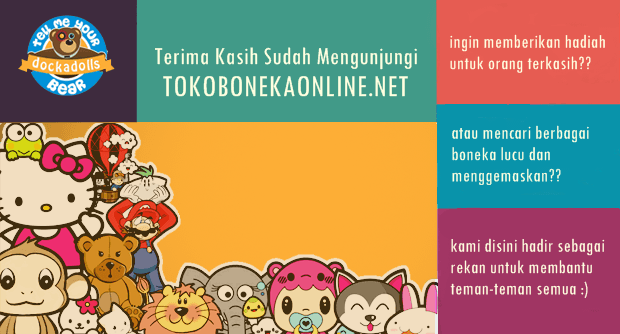 TELL ME YOUR
dockadolls
BEAR
Terima Kasih Sudah Mengunjungi
TOKOBONEKAONLINE.NET
ingin memberikan hadiah
untuk orang terkasih??
atau mencari berbagai
boneka lucu dan
menggemaskan??
kami disini hadir sebagai
rekan untuk membantu
teman-teman semua :)